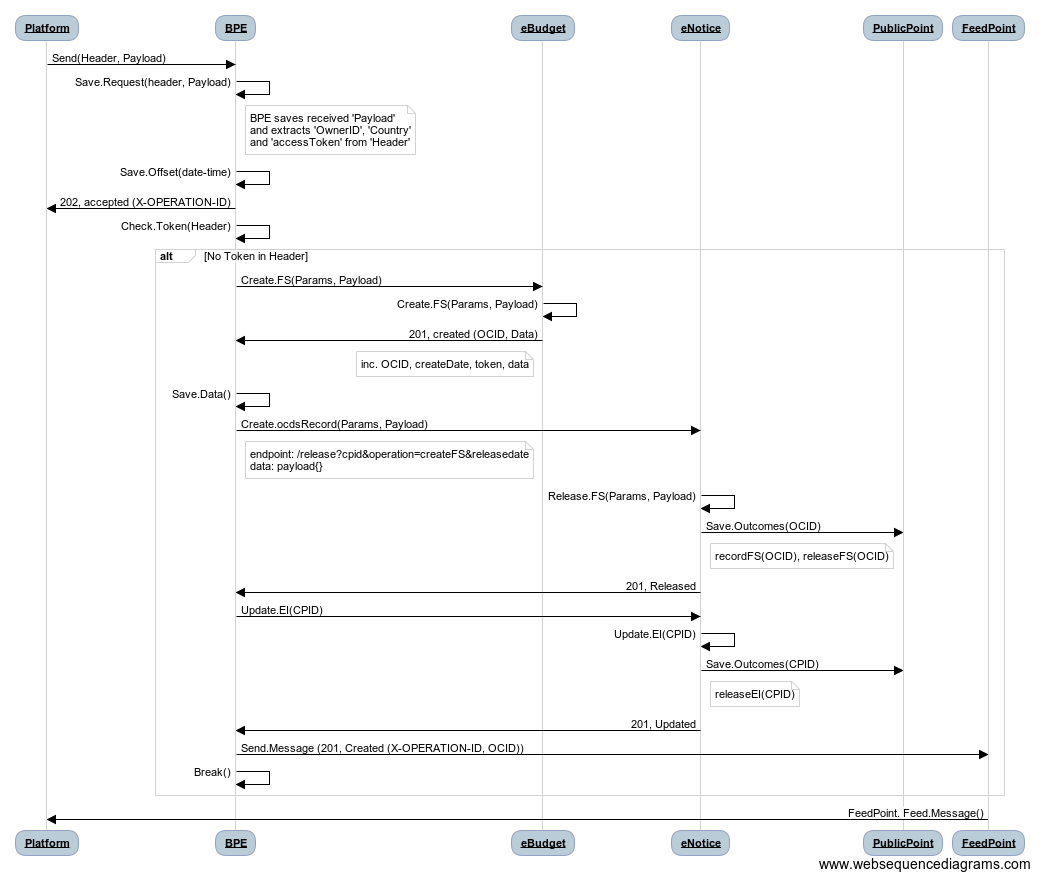 Platform
BPE
eBudget
eNotice
PublicPoint
FeedPoint
Send(Header, Payload)
Save.Request(header, Payload)
BPE saves received 'Payload'
and extracts 'OwnerID', 'Country'
and 'accessToken' from 'Header'
Save.Offset(date-time)
202, accepted (X-OPERATION-ID)
Check.Token(Header)
alt
[No Token in Header]
Create.FS(Params, Payload)
Create.FS(Params, Payload)
201, created (OCID, Data)
inc. OCID, createDate, token, data
Save.Data()
Create.ocdsRecord(Params, Payload)
endpoint: /release?cpid&operation=createFS&releasedate
data: payload{}
Release.FS(Params, Payload)
Save.Outcomes(OCID)
recordFS(OCID), releaseFS(OCID)
201, Released
Update.EI(CPID)
Update.EI(CPID)
Save.Outcomes(CPID)
releaseEI(CPID)
201, Updated
Send.Message (201, Created (X-OPERATION-ID, OCID))
Break()
FeedPoint. Feed.Message()
Platform
BPE
eBudget
eNotice
PublicPoint
FeedPoint
www.websequencediagrams.com